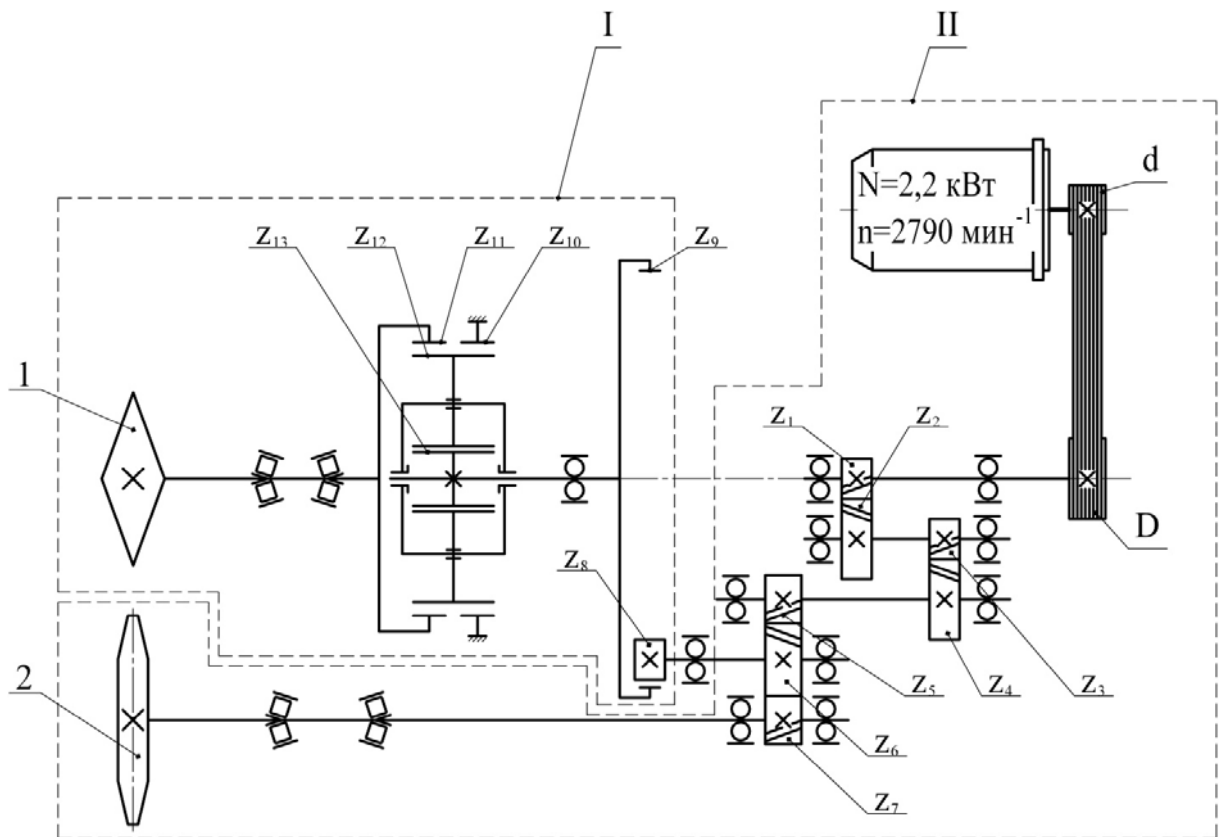 I
II
N=2,2 кВт
n=2790 мин⁻¹
d
z₁₃ z₁₂ z₁₁ z₁₀ z₉
1
z₁ z₂
D
z₈
2
z₅ z₄ z₃
z₆
z₇